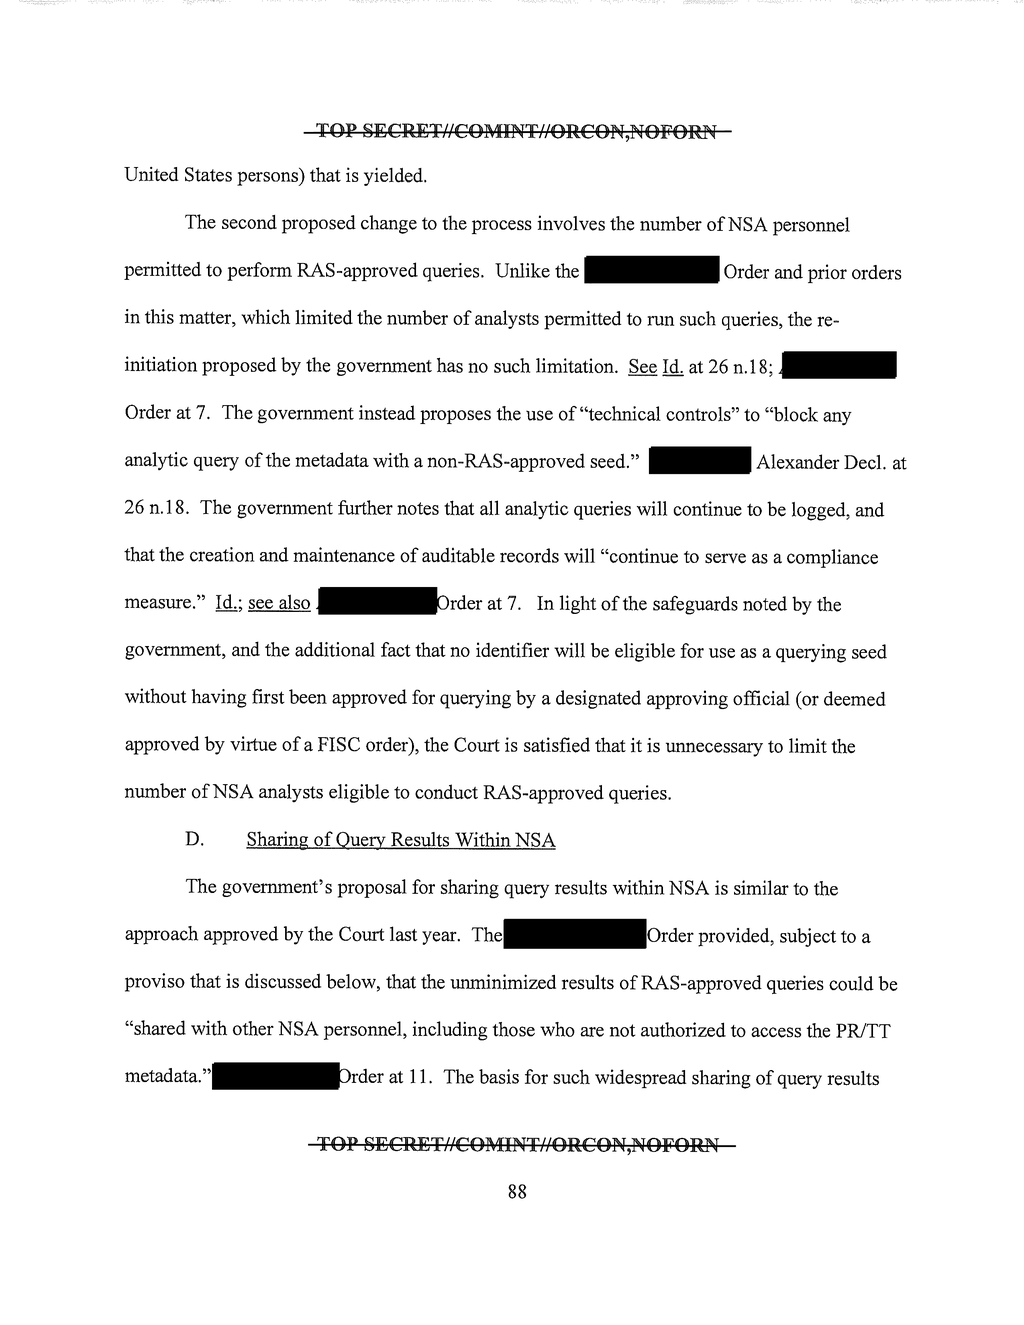 TOP SECRET//COMINT//ORCON,NOFORN
United States persons) that is yielded.
The second proposed change to the process involves the number of NSA personnel
permitted to perform RAS-approved queries. Unlike the Order and prior orders
in this matter, which limited the number of analysts permitted to run such queries, the re-
initiation proposed by the government has no such limitation. See Id. at 26 n.18;
Order at 7. The government instead proposes the use of “technical controls” to “block any
analytic query of the metadata with a non-RAS-approved seed.” Alexander Decl. at
26 n.18. The government further notes that all analytic queries will continue to be logged, and
that the creation and maintenance of auditable records will “continue to serve as a compliance
measure.” Id.; see also Order at 7. In light of the safeguards noted by the
government, and the additional fact that no identifier will be eligible for use as a querying seed
without having first been approved for querying by a designated approving official (or deemed
approved by virtue of a FISC order), the Court is satisfied that it is unnecessary to limit the
number of NSA analysts eligible to conduct RAS-approved queries.
D. Sharing of Query Results Within NSA
The government’s proposal for sharing query results within NSA is similar to the
approach approved by the Court last year. The Order provided, subject to a
proviso that is discussed below, that the unminimized results of RAS-approved queries could be
“shared with other NSA personnel, including those who are not authorized to access the PR/TT
metadata.” Order at 11. The basis for such widespread sharing of query results
TOP SECRET//COMINT//ORCON,NOFORN
88